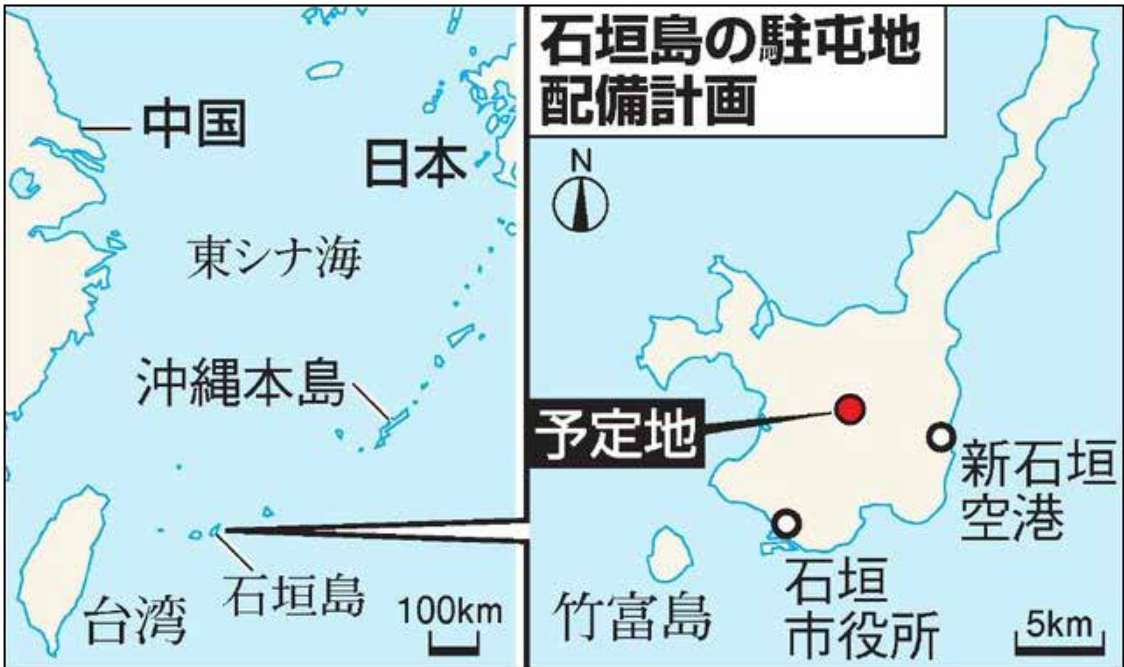 石垣島の駐屯地
配備計画
中国
日本
東シナ海
沖縄本島
石垣島
台湾
100km
N
予定地
新石垣
空港
石垣
市役所
竹富島
5km